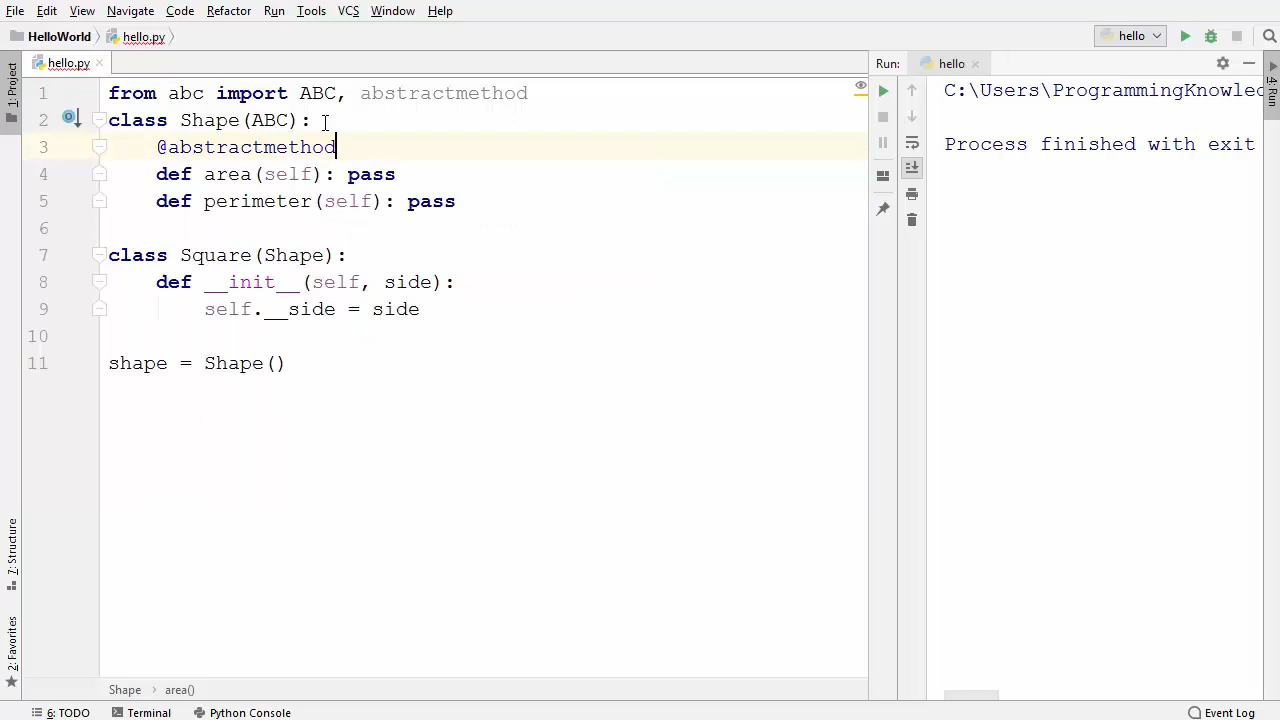 File Edit View Navigate Code Refactor Run Tools VCS Window Help
HelloWorld hello.py hello
hello.py Run: hello
1: Project
4: Run
1 from abc import ABC, abstractmethod
2 class Shape(ABC):
3 @abstractmethod
4 def area(self): pass
5 def perimeter(self): pass
6
7 class Square(Shape):
8 def __init__(self, side):
9 self.__side = side
10
11 shape = Shape()
C:\Users\ProgrammingKnowled
Process finished with exit
7: Structure
2: Favorites
Shape area()
6: TODO Terminal Python Console Event Log